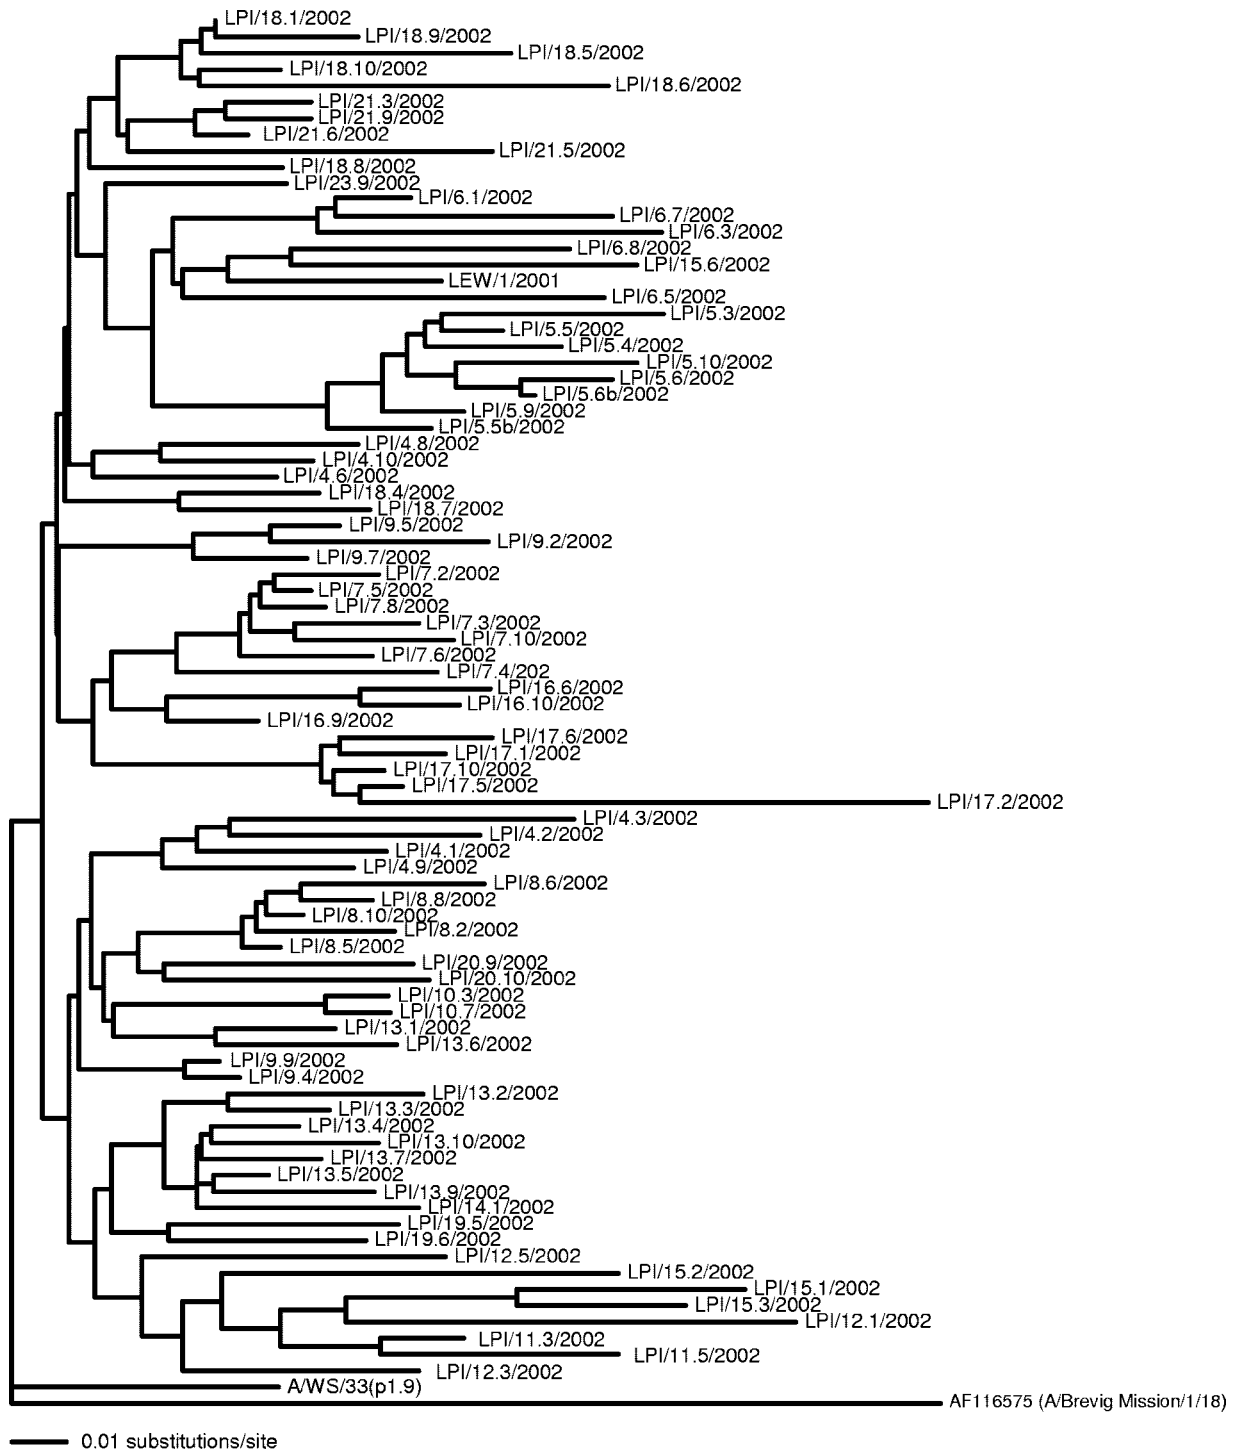 LPI/18.1/2002
LPI/18.9/2002
LPI/18.5/2002
LPI/18.10/2002
LPI/18.6/2002
LPI/21.3/2002
LPI/21.9/2002
LPI/21.6/2002
LPI/21.5/2002
LPI/18.8/2002
LPI/23.9/2002
LPI/6.1/2002
LPI/6.7/2002
LPI/6.3/2002
LPI/6.8/2002
LPI/15.6/2002
LEW/1/2001
LPI/6.5/2002
LPI/5.3/2002
LPI/5.5/2002
LPI/5.4/2002
LPI/5.10/2002
LPI/5.6/2002
LPI/5.6b/2002
LPI/5.9/2002
LPI/5.5b/2002
LPI/4.8/2002
LPI/4.10/2002
LPI/4.6/2002
LPI/18.4/2002
LPI/18.7/2002
LPI/9.5/2002
LPI/9.2/2002
LPI/9.7/2002
LPI/7.2/2002
LPI/7.5/2002
LPI/7.8/2002
LPI/7.3/2002
LPI/7.10/2002
LPI/7.6/2002
LPI/7.4/202
LPI/16.6/2002
LPI/16.10/2002
LPI/16.9/2002
LPI/17.6/2002
LPI/17.1/2002
LPI/17.10/2002
LPI/17.5/2002
LPI/17.2/2002
LPI/4.3/2002
LPI/4.2/2002
LPI/4.1/2002
LPI/4.9/2002
LPI/8.6/2002
LPI/8.8/2002
LPI/8.10/2002
LPI/8.2/2002
LPI/8.5/2002
LPI/20.9/2002
LPI/20.10/2002
LPI/10.3/2002
LPI/10.7/2002
LPI/13.1/2002
LPI/13.6/2002
LPI/9.9/2002
LPI/9.4/2002
LPI/13.2/2002
LPI/13.3/2002
LPI/13.4/2002
LPI/13.10/2002
LPI/13.7/2002
LPI/13.5/2002
LPI/13.9/2002
LPI/14.1/2002
LPI/19.5/2002
LPI/19.6/2002
LPI/12.5/2002
LPI/15.2/2002
LPI/15.1/2002
LPI/15.3/2002
LPI/12.1/2002
LPI/11.3/2002
LPI/11.5/2002
LPI/12.3/2002
A/WS/33(p1.9)
AF116575 (A/Brevig Mission/1/18)
0.01 substitutions/site